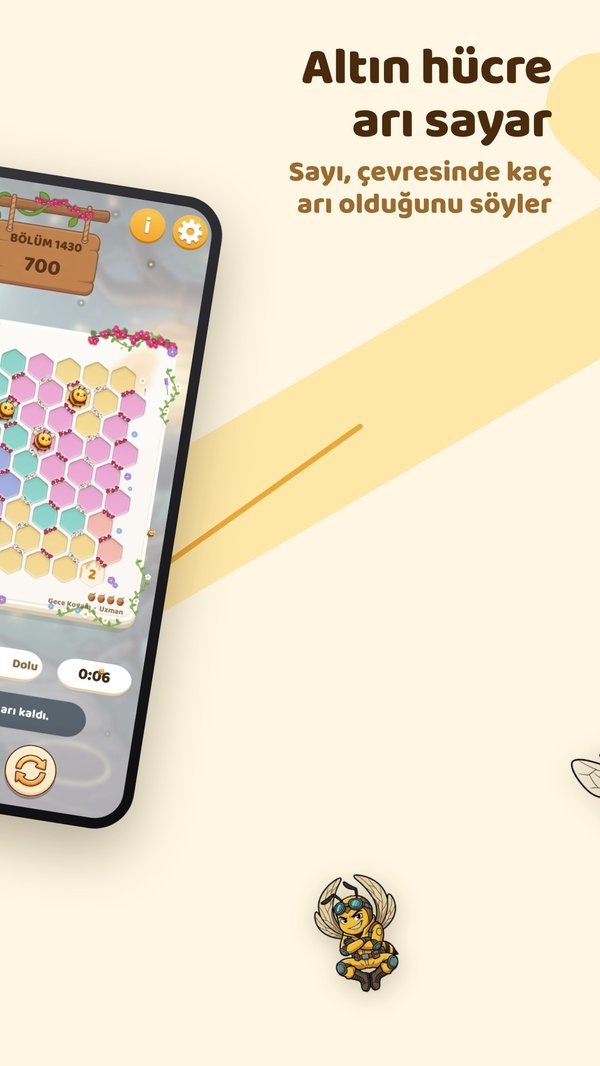 Altın hücre
arı sayar
Sayı, çevresinde kaç
arı olduğunu söyler
i
BÖLÜM 1430
700
2
Gece Kovanı · Uzman
Dolu
0:06
arı kaldı.